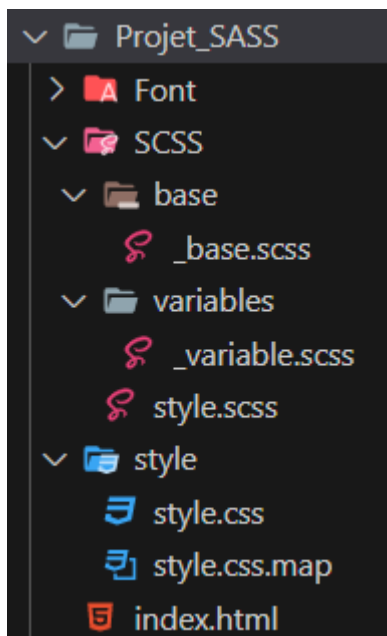 Projet_SASS
Font
SCSS
base
_base.scss
variables
_variable.scss
style.scss
style
style.css
style.css.map
index.html